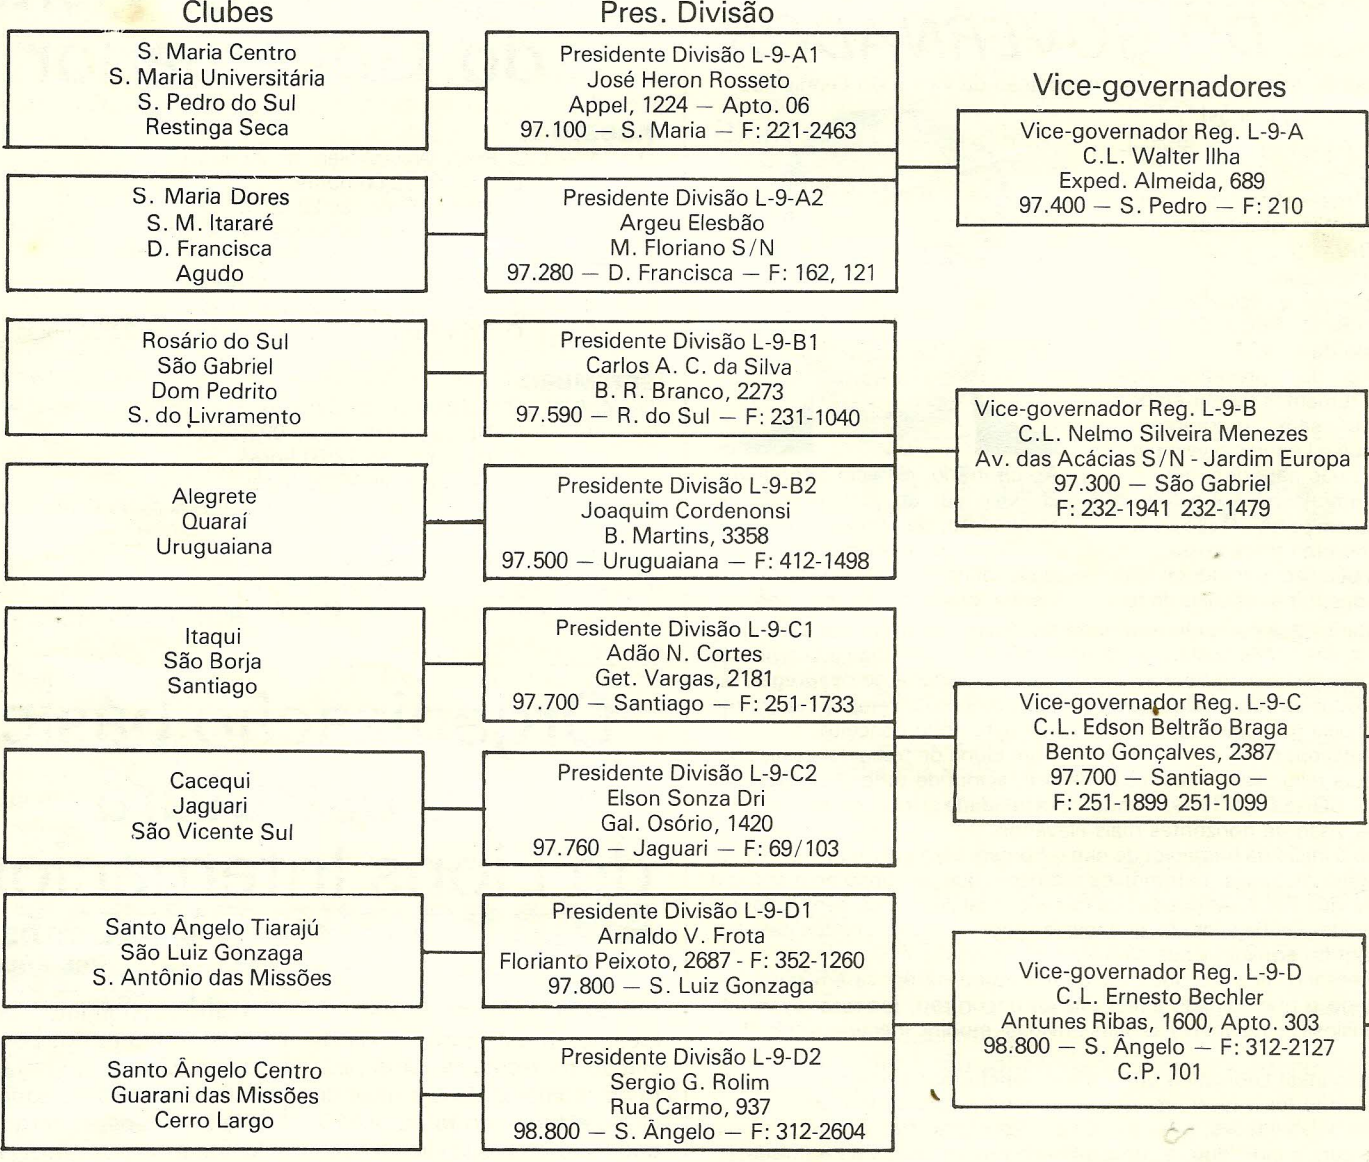 Clubes
S. Maria Centro
S. Maria Universitária
S. Pedro do Sul
Restinga Seca
S. Maria Dores
S. M. Itararé
D. Francisca
Agudo
Rosário do Sul
São Gabriel
Dom Pedrito
S. do Livramento
Alegrete
Quaraí
Uruguaiana
Itaqui
São Borja
Santiago
Cacequi
Jaguari
São Vicente Sul
Santo Ângelo Tiarajú
São Luiz Gonzaga
S. Antônio das Missões
Santo Ângelo Centro
Guarani das Missões
Cerro Largo
Pres. Divisão
Presidente Divisão L-9-A1
José Heron Rosseto
Appel, 1224 — Apto. 06
97.100 — S. Maria — F: 221-2463
Presidente Divisão L-9-A2
Argeu Elesbão
M. Floriano S/N
97.280 — D. Francisca — F: 162, 121
Presidente Divisão L-9-B1
Carlos A. C. da Silva
B. R. Branco, 2273
97.590 — R. do Sul — F: 231-1040
Presidente Divisão L-9-B2
Joaquim Cordenonsi
B. Martins, 3358
97.500 — Uruguaiana — F: 412-1498
Presidente Divisão L-9-C1
Adão N. Cortes
Get. Vargas, 2181
97.700 — Santiago — F: 251-1733
Presidente Divisão L-9-C2
Elson Sonza Dri
Gal. Osório, 1420
97.760 — Jaguari — F: 69/103
Presidente Divisão L-9-D1
Arnaldo V. Frota
Florianto Peixoto, 2687 - F: 352-1260
97.800 — S. Luiz Gonzaga
Presidente Divisão L-9-D2
Sergio G. Rolim
Rua Carmo, 937
98.800 — S. Ângelo — F: 312-2604
Vice-governadores
Vice-governador Reg. L-9-A
C.L. Walter Ilha
Exped. Almeida, 689
97.400 — S. Pedro — F: 210
Vice-governador Reg. L-9-B
C.L. Nelmo Silveira Menezes
Av. das Acácias S/N - Jardim Europa
97.300 — São Gabriel
F: 232-1941 232-1479
Vice-governador Reg. L-9-C
C.L. Edson Beltrão Braga
Bento Gonçalves, 2387
97.700 — Santiago —
F: 251-1899 251-1099
Vice-governador Reg. L-9-D
C.L. Ernesto Bechler
Antunes Ribas, 1600, Apto. 303
98.800 — S. Ângelo — F: 312-2127
C.P. 101